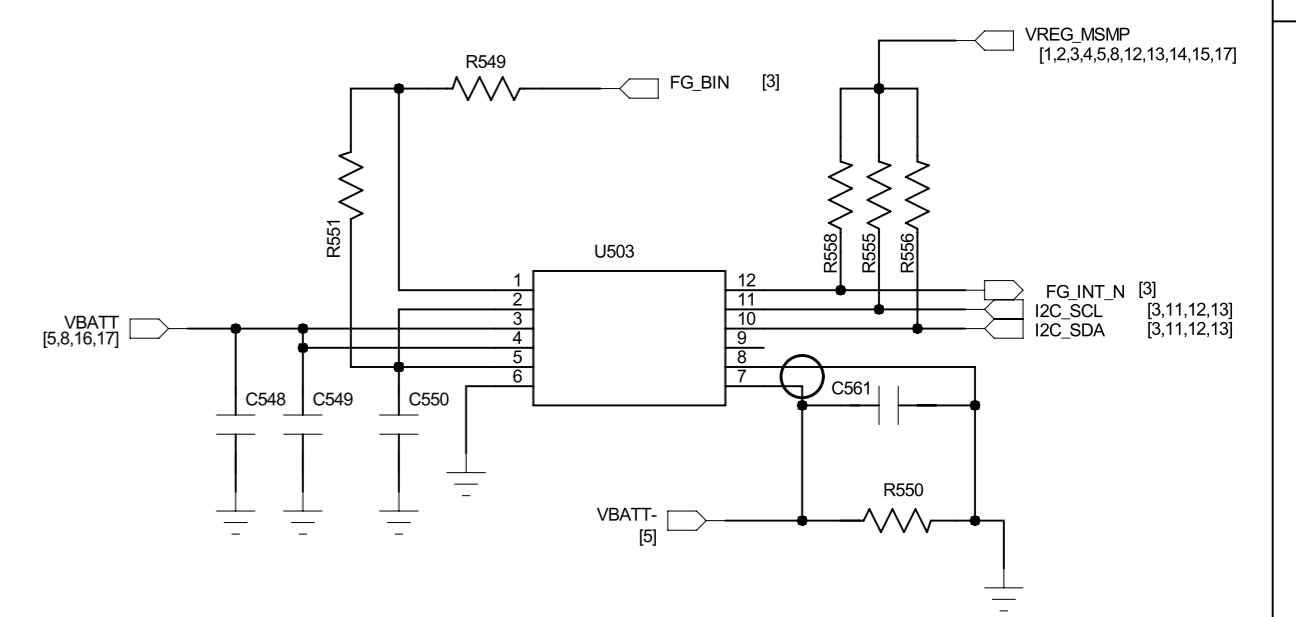 VREG_MSMP
[1,2,3,4,5,8,12,13,14,15,17]
R549
FG_BIN [3]
R551
R558
R555
R556
U503
1
2
3
4
5
6
12
11
10
9
8
7
FG_INT_N [3]
I2C_SCL [3,11,12,13]
I2C_SDA [3,11,12,13]
VBATT
[5,8,16,17]
C548
C549
C550
C561
R550
VBATT-
[5]